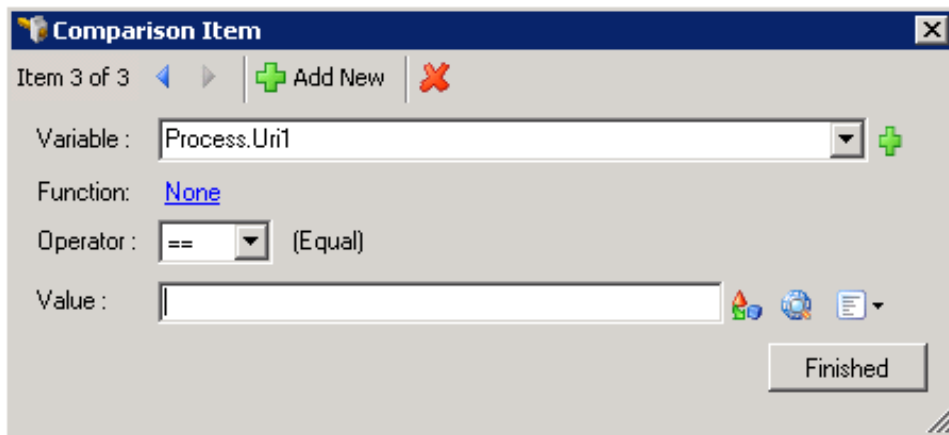 Comparison Item
Item 3 of 3 Add New
Variable : Process.Uri1
Function: None
Operator : == (Equal)
Value :
Finished